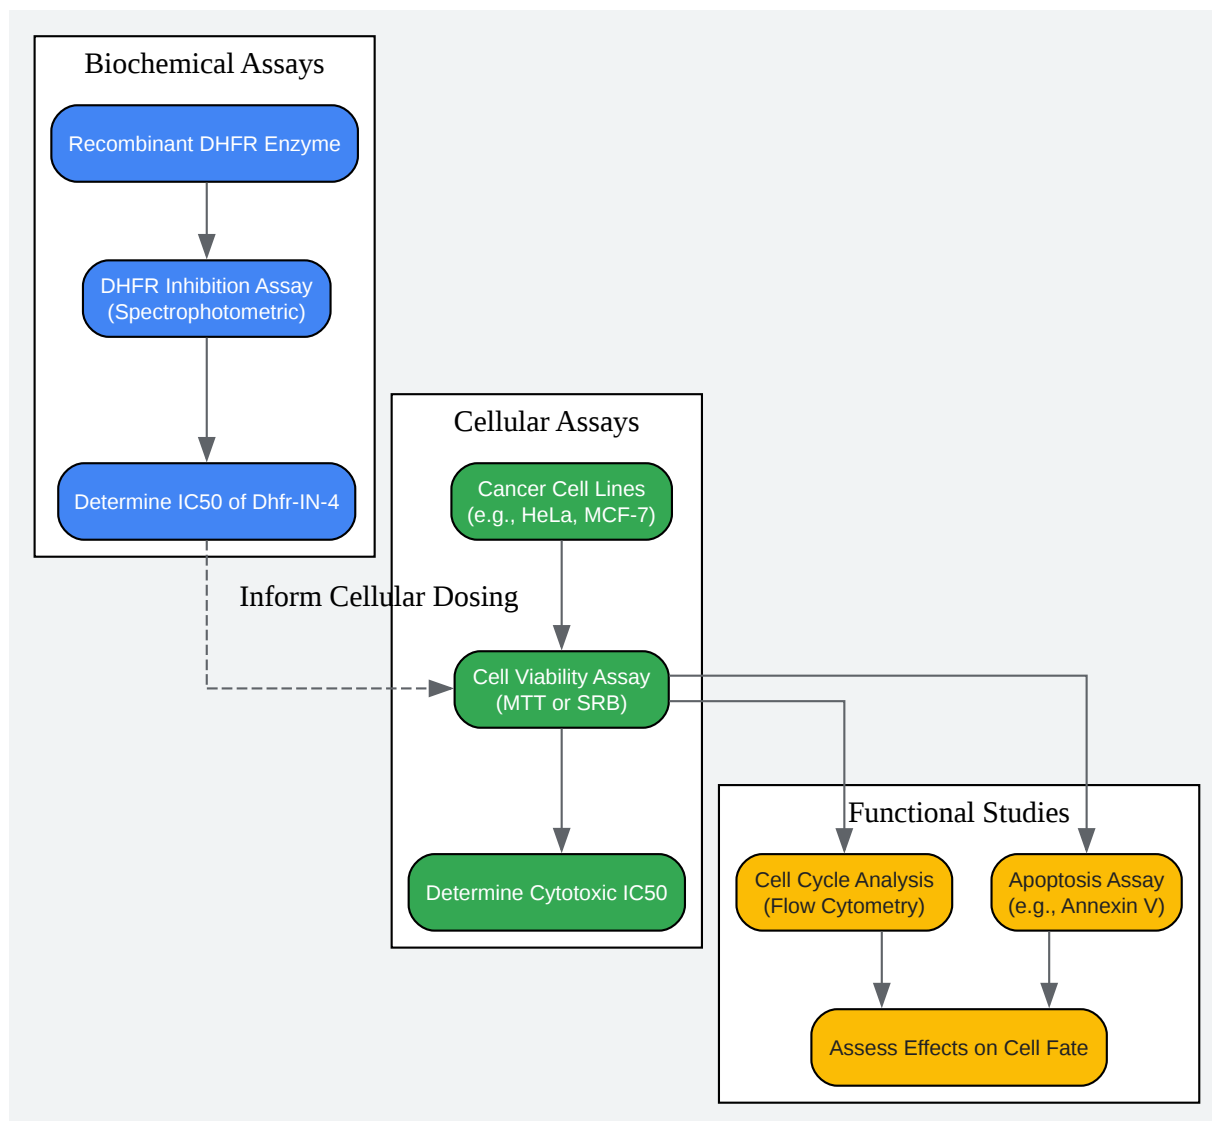 Biochemical Assays
Recombinant DHFR Enzyme
DHFR Inhibition Assay
(Spectrophotometric)
Determine IC50 of Dhfr-IN-4
Inform Cellular Dosing
Cellular Assays
Cancer Cell Lines
(e.g., HeLa, MCF-7)
Cell Viability Assay
(MTT or SRB)
Determine Cytotoxic IC50
Functional Studies
Cell Cycle Analysis
(Flow Cytometry)
Apoptosis Assay
(e.g., Annexin V)
Assess Effects on Cell Fate